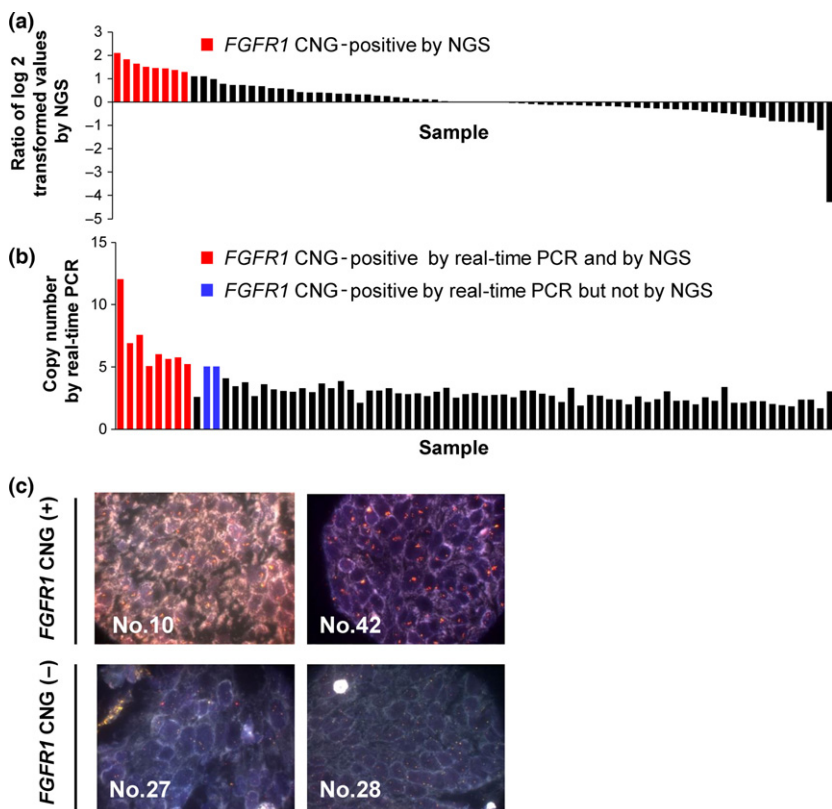 (a)
Ratio of log 2
transformed values
by NGS
3
2
1
0
−1
−2
−3
−4
−5
FGFR1 CNG-positive by NGS
Sample
(b)
Copy number
by real-time PCR
15
10
5
0
FGFR1 CNG-positive by real-time PCR and by NGS
FGFR1 CNG-positive by real-time PCR but not by NGS
Sample
(c)
FGFR1 CNG (+)
No.10
No.42
FGFR1 CNG (−)
No.27
No.28